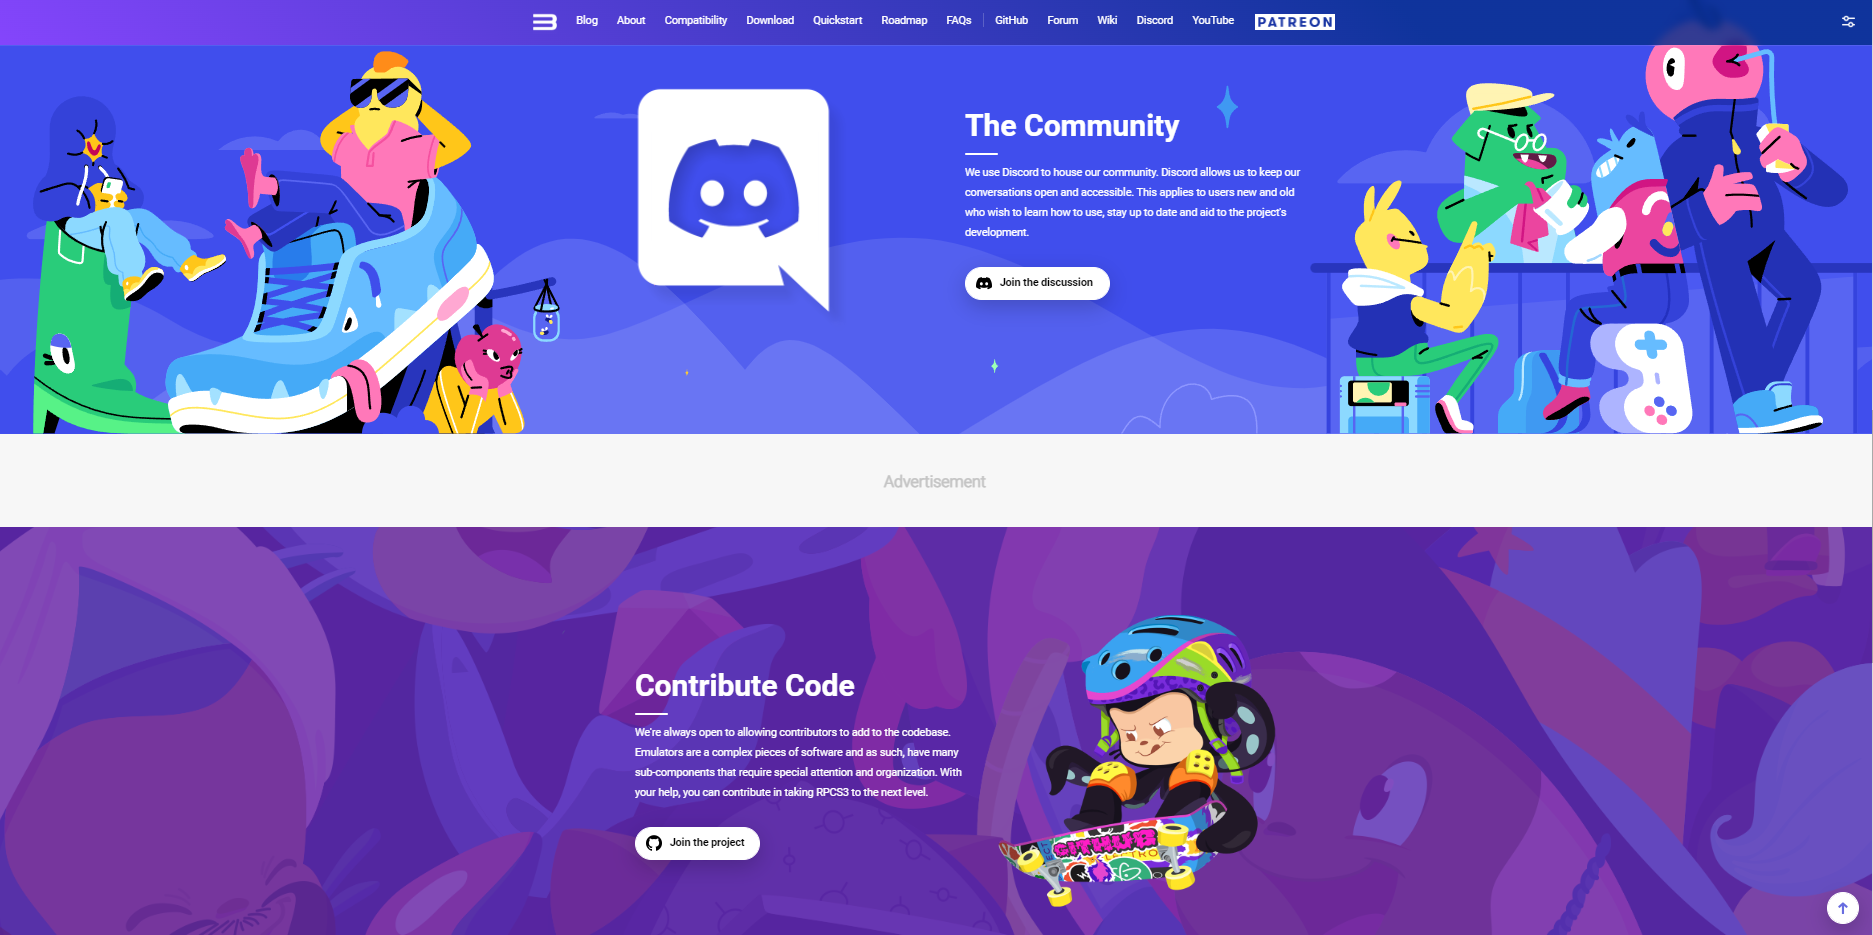 Blog About Compatibility Download Quickstart Roadmap FAQs GitHub Forum Wiki Discord YouTube PATREON
The Community
We use Discord to house our community. Discord allows us to keep our
conversations open and accessible. This applies to users new and old
who wish to learn how to use, stay up to date and aid to the project's
development.
Join the discussion
Advertisement
Contribute Code
We're always open to allowing contributors to add to the codebase.
Emulators are a complex pieces of software and as such, have many
sub-components that require special attention and organization. With
your help, you can contribute in taking RPCS3 to the next level.
Join the project
GITHUB